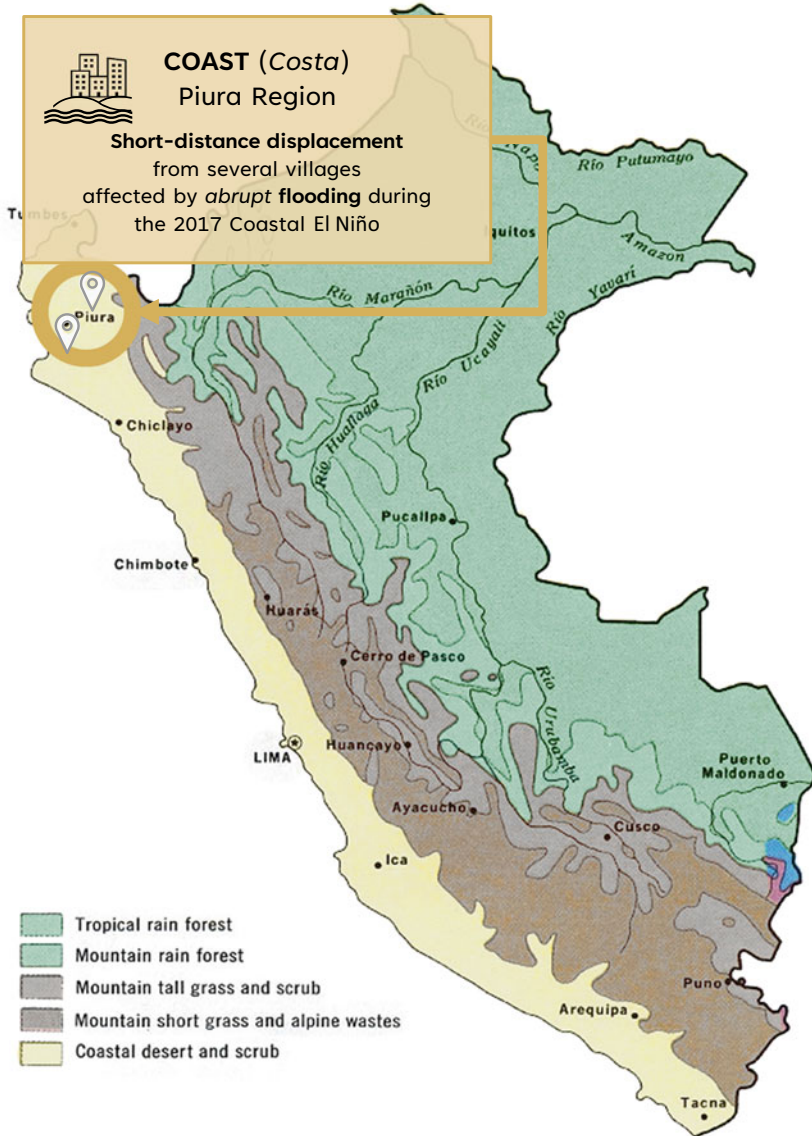 COAST (Costa)
Piura Region
Short-distance displacement
from several villages
affected by abrupt flooding during
the 2017 Coastal El Niño
Río
Napo
Río Putumayo
Tumbes
Iquitos
Amazon
Río Marañón
Río Yavarí
Piura
Río Ucayali
Chiclayo
Río Huallaga
Pucallpa
Chimbote
Huarás
Cerro de Pasco
Río Urubamba
LIMA
Huancayo
Puerto
Maldonado
Ayacucho
Cusco
Ica
Tropical rain forest
Mountain rain forest
Mountain tall grass and scrub
Puno
Mountain short grass and alpine wastes
Arequipa
Coastal desert and scrub
Tacna